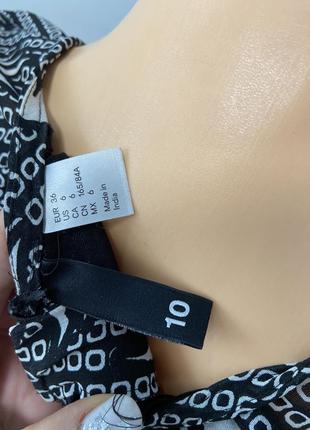 EUR 36
US 6
CA 6
CN 165/84A
MX 6
Made in
India
10